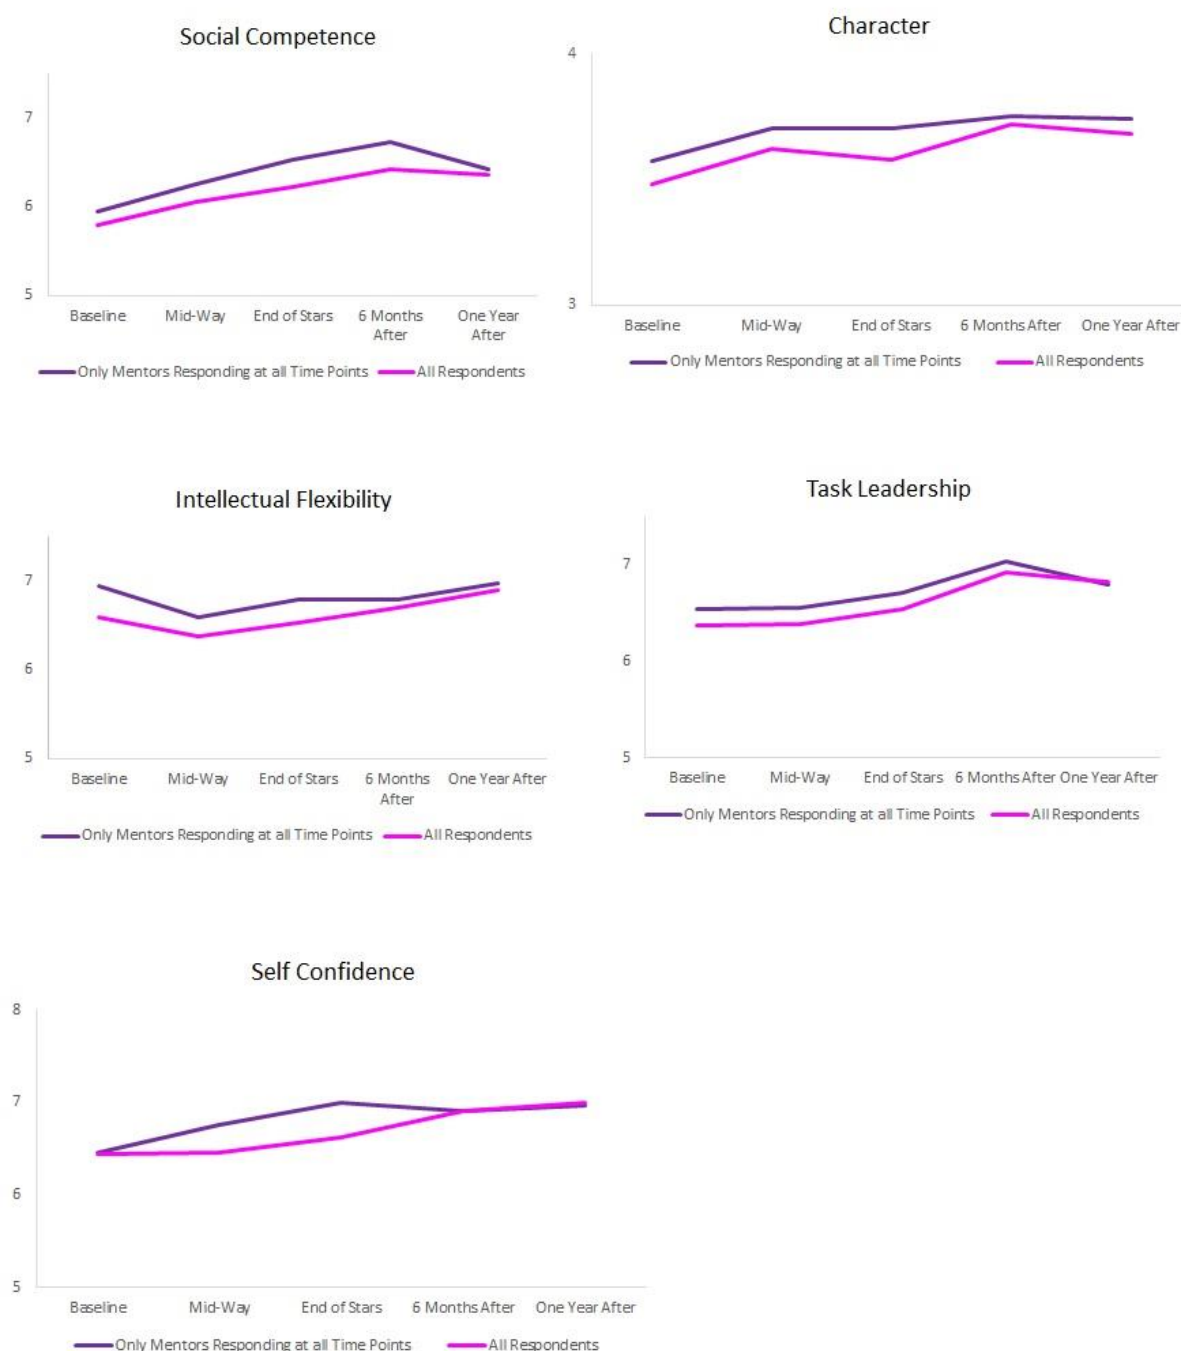 Social Competence
7
6
5
Baseline Mid-Way End of Stars 6 Months One Year
After After
Only Mentors Responding at all Time Points All Respondents
Character
4
3
Baseline Mid-Way End of Stars 6 Months After One Year After
Only Mentors Responding at all Time Points All Respondents
Intellectual Flexibility
7
6
5
Baseline Mid-Way End of Stars 6 Months One Year After
After
Only Mentors Responding at all Time Points All Respondents
Task Leadership
7
6
5
Baseline Mid-Way End of Stars 6 Months After One Year After
Only Mentors Responding at all Time Points All Respondents
Self Confidence
8
7
6
5
Baseline Mid-Way End of Stars 6 Months After One Year After
Only Mentors Responding at all Time Points All Respondents